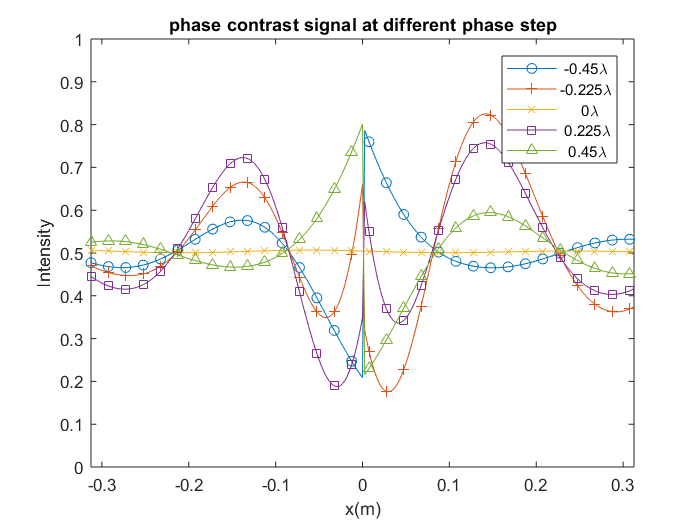 phase contrast signal at different phase step
1
0.9
0.8
0.7
0.6
0.5
0.4
0.3
0.2
0.1
0
Intensity
-0.45λ
-0.225λ
0λ
0.225λ
0.45λ
-0.3 -0.2 -0.1 0 0.1 0.2 0.3
x(m)